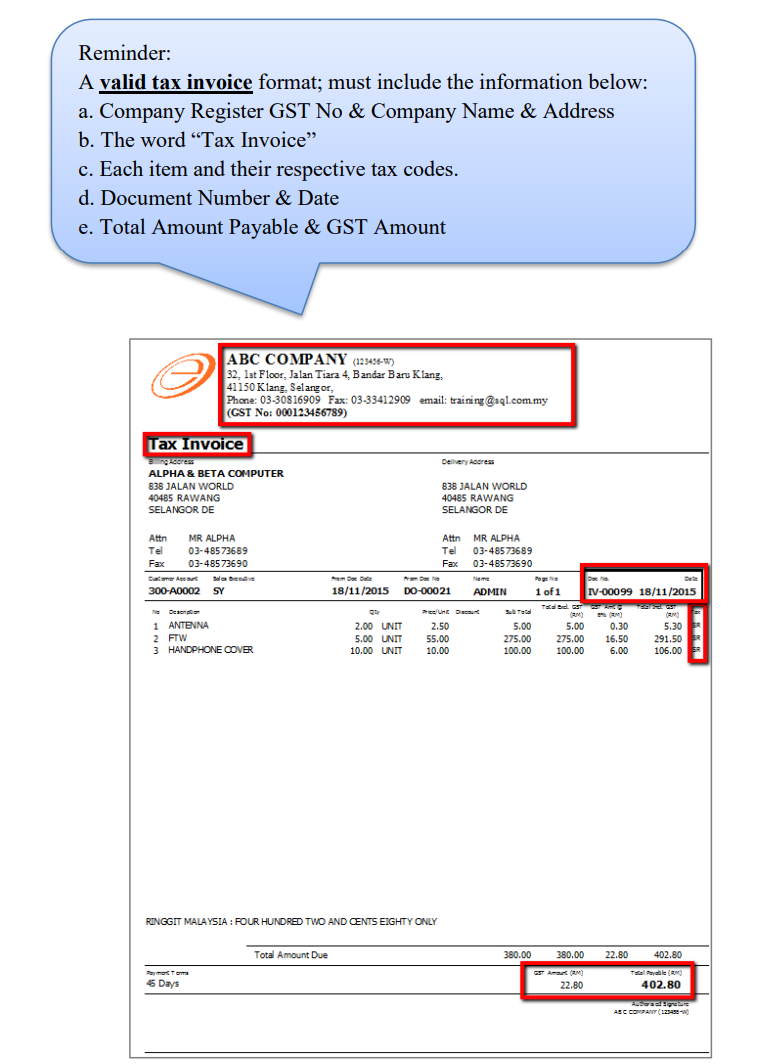 Reminder:
A valid tax invoice format; must include the information below:
a. Company Register GST No & Company Name & Address
b. The word “Tax Invoice”
c. Each item and their respective tax codes.
d. Document Number & Date
e. Total Amount Payable & GST Amount
ABC COMPANY (123456-W)
32, 1st Floor, Jalan Tiara 4, Bandar Baru Klang,
41150 Klang, Selangor,
Phone: 03-30816909 Fax: 03-33412909 email: training@sql.com.my
(GST No: 000123456789)
Tax Invoice
Billing Address Delivery Address
ALPHA & BETA COMPUTER
838 JALAN WORLD 838 JALAN WORLD
40485 RAWANG 40485 RAWANG
SELANGOR DE SELANGOR DE
Attn MR ALPHA Attn MR ALPHA
Tel 03-48573689 Tel 03-48573689
Fax 03-48573690 Fax 03-48573690
Customer Account Sales Executive From Doc Date From Doc No Name Page No Doc No. Date
300-A0002 SY 18/11/2015 DO-00021 ADMIN 1 of 1 IV-00099 18/11/2015
No Description Qty Price/Unit Discount Sub Total Total Excl. GST (RM) GST Amt @ 6% (RM) Total Incl. GST (RM) Tax
1 ANTENNA 2.00 UNIT 2.50 5.00 5.00 0.30 5.30 SR
2 FTW 5.00 UNIT 55.00 275.00 275.00 16.50 291.50 SR
3 HANDPHONE COVER 10.00 UNIT 10.00 100.00 100.00 6.00 106.00 SR
RINGGIT MALAYSIA : FOUR HUNDRED TWO AND CENTS EIGHTY ONLY
Total Amount Due 380.00 380.00 22.80 402.80
Payment Terms GST Amount (RM) Total Payable (RM)
45 Days 22.80 402.80
Authorised Signature
ABC COMPANY (123456-W)